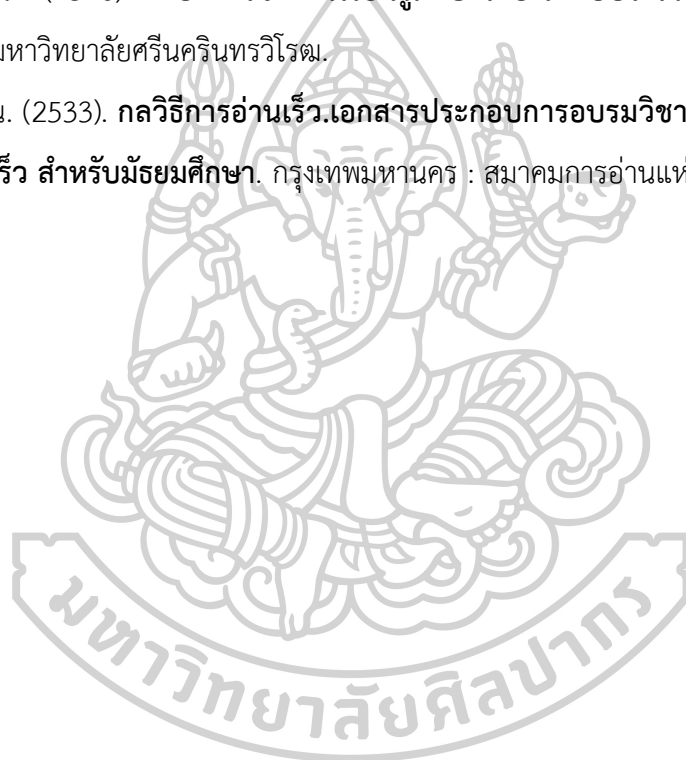 มหาวิทยาลัยศรีนครินทรวิโรฒ.
น. (2533). กลวิธีการอ่านเร็ว.เอกสารประกอบการอบรมวิชา
ร็ว สำหรับมัธยมศึกษา. กรุงเทพมหานคร : สมาคมการอ่านแห่
มหาวิทยาลัยศิลปากร